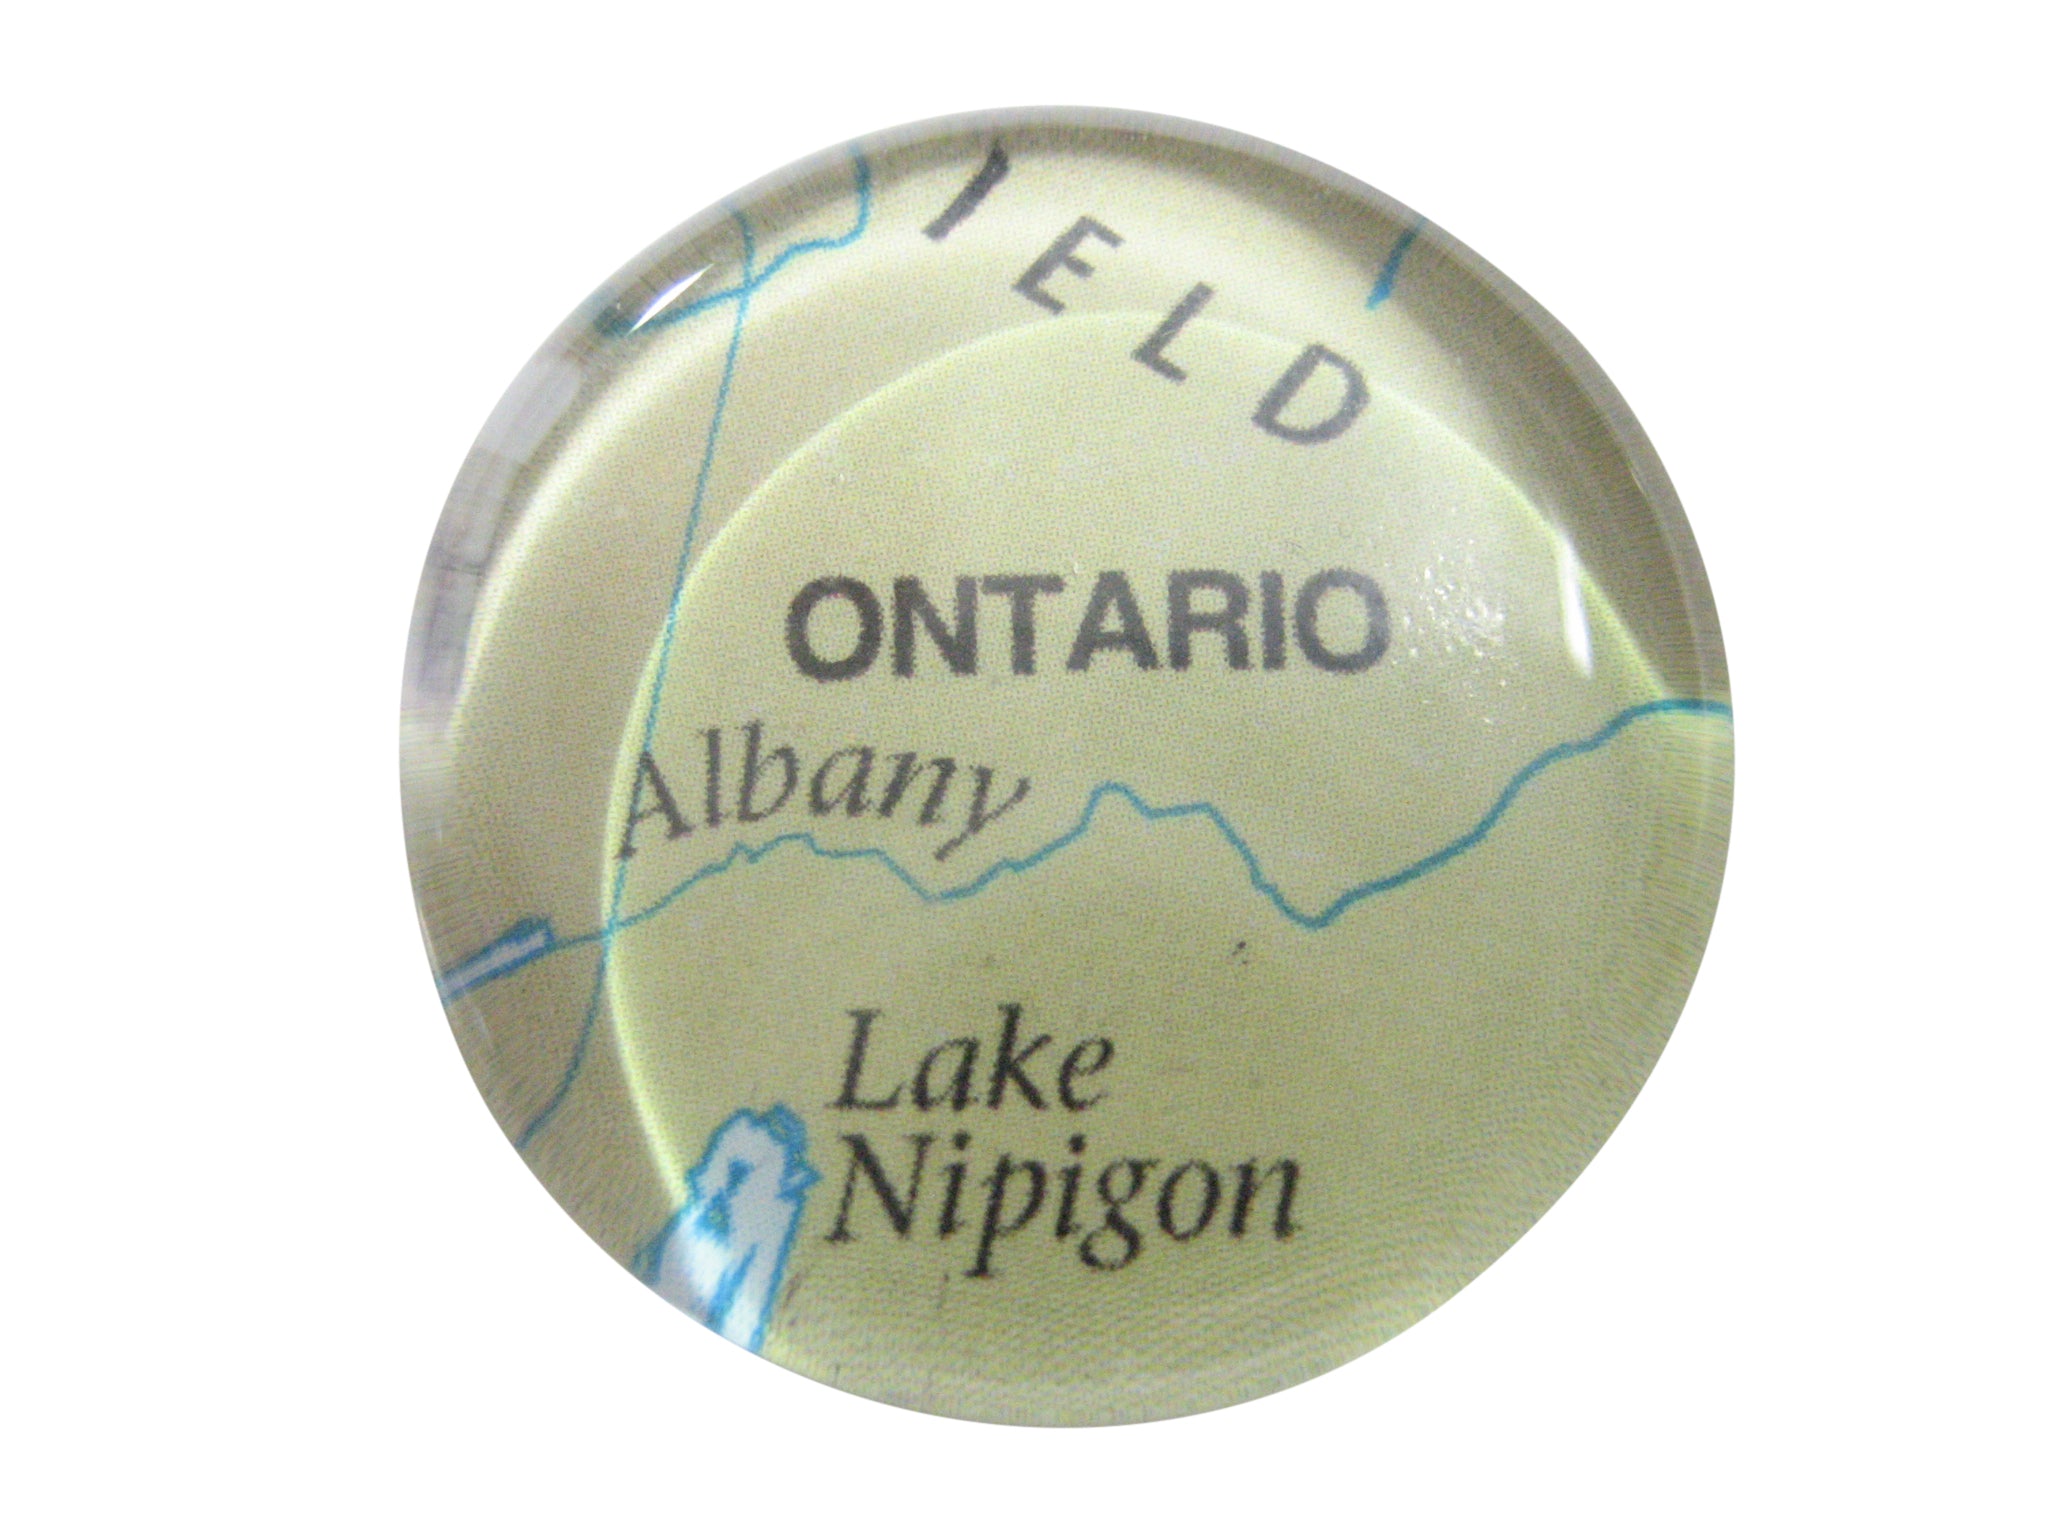 IELD
ONTARIO
Albany
Lake
Nipigon